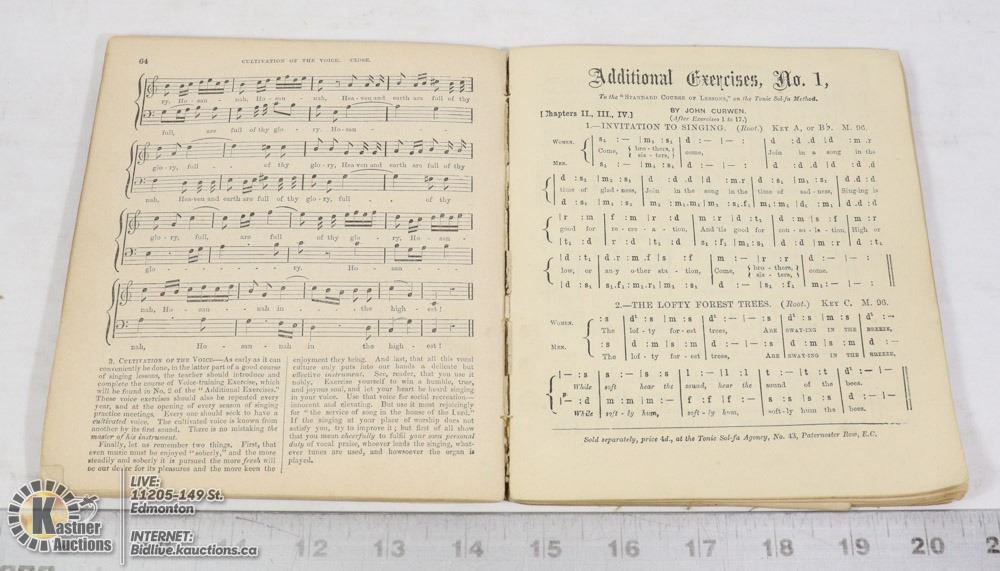 64
CULTIVATION OF THE VOICE. CLOSE.
ry, Ho - san - nah, Ho - san - nah, Heaven and earth are full of thy
full, are full of thy glo - ry. Ho-san- -
glo - ry, full - - of thy glo - ry, Heaven and earth are full of thy
nah, Heaven and earth are full of thy glo - ry, full - of thy
glo - ry, full, are full of thy glo - ry, Ho-san -
glo - - - ry. Ho - san -
nah, Ho-san - nah in the high - est!
nah, Ho - san - nah in the high - est!
2. CULTIVATION OF THE VOICE—As early as it can
conveniently be done, in the latter part of a good course
of singing lessons, the teacher should introduce and
complete the course of Voice-training Exercise, which
will be found in No. 2 of the "Additional Exercises."
These voice exercises should also be repeated every
year, and at the opening of every season of singing
practice meetings. Every one should seek to have a
cultivated voice. The cultivated voice is known from
another by its first sound. There is no mistaking the
master of his instrument.
Finally, let us remember two things. First, that
even music must be enjoyed "soberly," and the more
steadily and soberly it is pursued the more fresh will
be our desire for its pleasures and the more keen the
enjoyment they bring. And last, that all this vocal
culture only puts into our hands a delicate but
effective instrument. See, reader, that you use it
nobly. Exercise yourself to win a humble, true,
and joyous soul, and let your heart be heard singing
in your voice. Use that voice for social recreation—
innocent and elevating. But use it most rejoicingly
for "the service of song in the house of the Lord."
If the singing at your place of worship does not
satisfy you, try to improve it; but first of all show
that you mean cheerfully to fulfil your own personal
duty of vocal praise, whoever leads the singing, what-
ever tunes are used, and howsoever the organ is
played.
Additional Exercises, No. 1,
To the "STANDARD COURSE OF LESSONS," on the Tonic Sol-fa Method.
BY JOHN CURWEN.
[Chapters II., III., IV.]
(After Exercises 1 to 17.)
1.—INVITATION TO SINGING. (Root.) KEY A, OR B♭. M. 96.
WOMEN. s₁ : — | m₁ : s₁ d : — | — : d :d .d | d : m .r
Come, { bro - thers, / sis - ters, } come, Join in a song in the
MEN.
d : s₁ | m₁ : s₁ d : d .d | d : m .r
time of glad - ness, Join in the song in the time of sad - ness, Singing is
| r : m f : m | r : d m : r | d : t₁ d : m | s : f m : r
good for re - cre - a - tion, And 'tis good for con - so - la - tion, High or
| t₁ : d r : d | t₁ : d
low, or any o - ther sta - tion, Come, { bro - thers, / sis - ters, } come.
2.—THE LOFTY FOREST TREES. (Root.) KEY C. M. 96.
WOMEN. : s d¹ : s | m : s d¹ : — | — : s
The lof - ty for - est trees, ARE SWAY-ING IN THE BREEZE,
MEN. : s d : s | m : s d : — | — : s
The lof - ty for - est trees, ARE SWAY-ING IN THE BREEZE,
While soft hear the sound, hear the sound of the bees.
While soft - ly hum, soft - ly hum, soft-ly hum the bees.
Sold separately, price 4d., at the Tonic Sol-fa Agency, No. 43, Paternoster Row, E.C.
Kastner
Auctions
LIVE:
11205-149 St.
Edmonton
INTERNET:
Bidlive.kauctions.ca
11 12 13 14 15 16 17 18 19 20 21